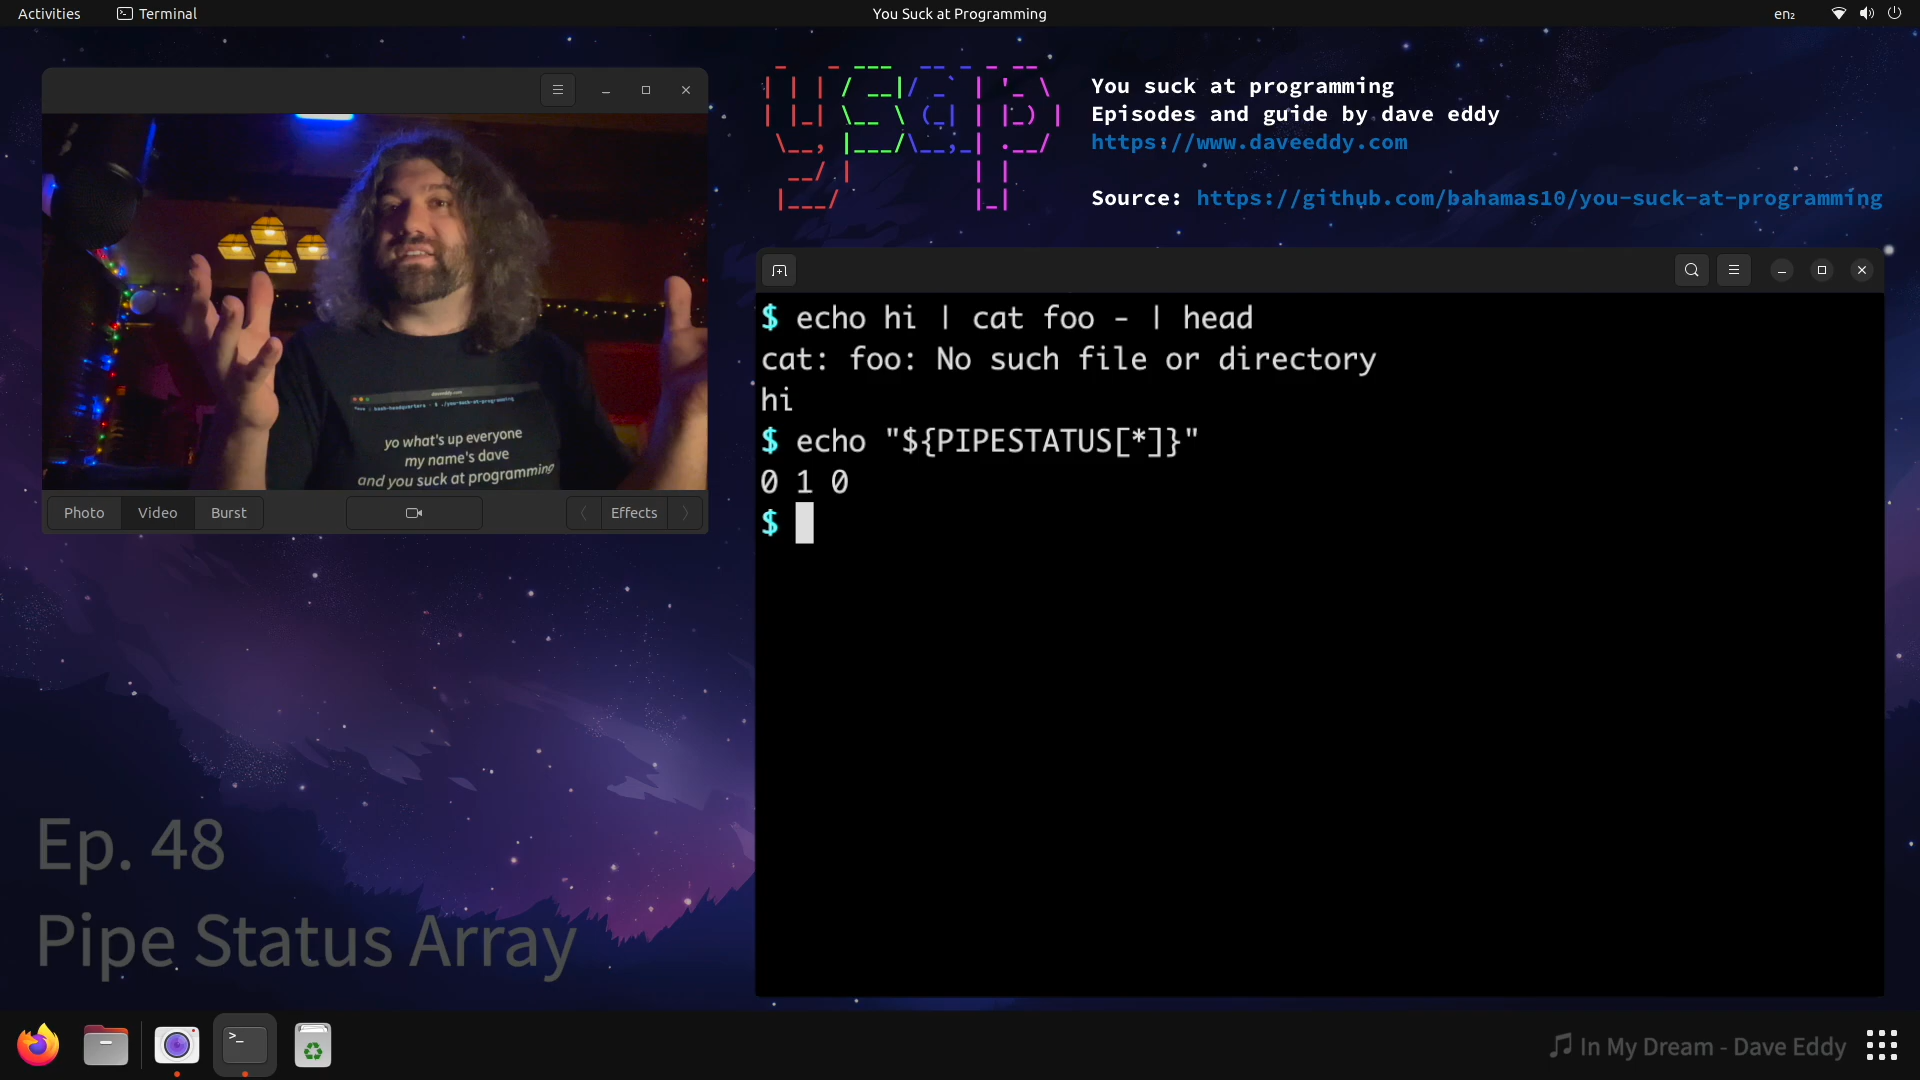 Activities
Terminal
You Suck at Programming
en₂
You suck at programming
Episodes and guide by dave eddy
https://www.daveeddy.com
Source: https://github.com/bahamas10/you-suck-at-programming
yo what's up everyone
my name's dave
and you suck at programming
Photo
Video
Burst
Effects
$ echo hi | cat foo - | head
cat: foo: No such file or directory
hi
$ echo "${PIPESTATUS[*]}"
0 1 0
$
Ep. 48
Pipe Status Array
In My Dream - Dave Eddy